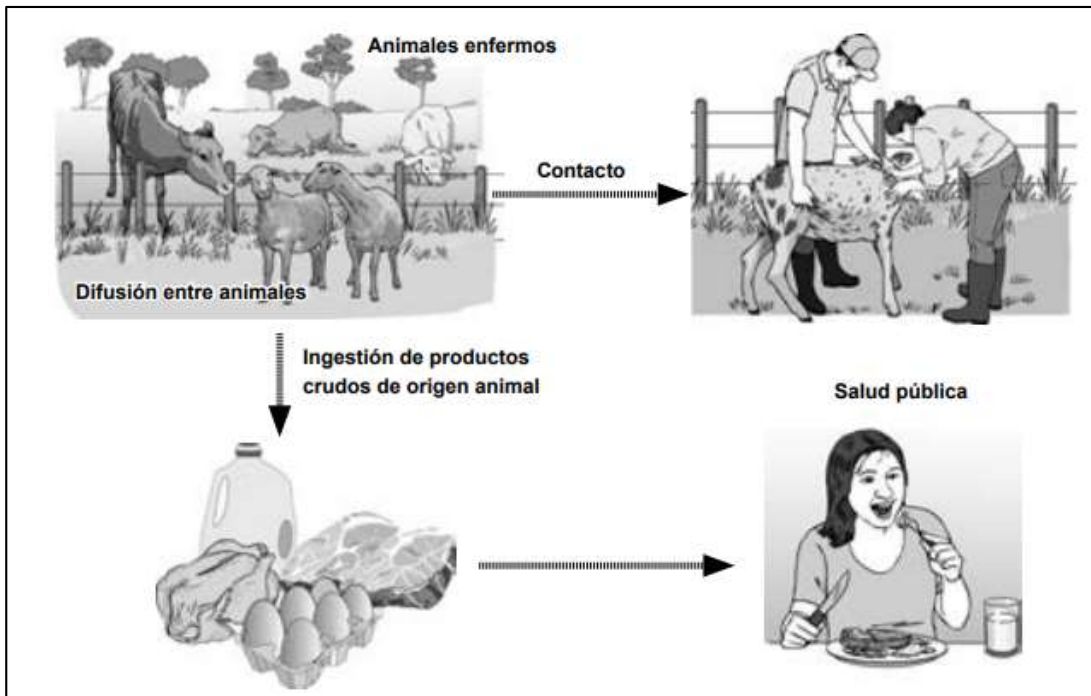 Animales enfermos
Contacto
Difusión entre animales
Ingestión de productos
crudos de origen animal
Salud pública